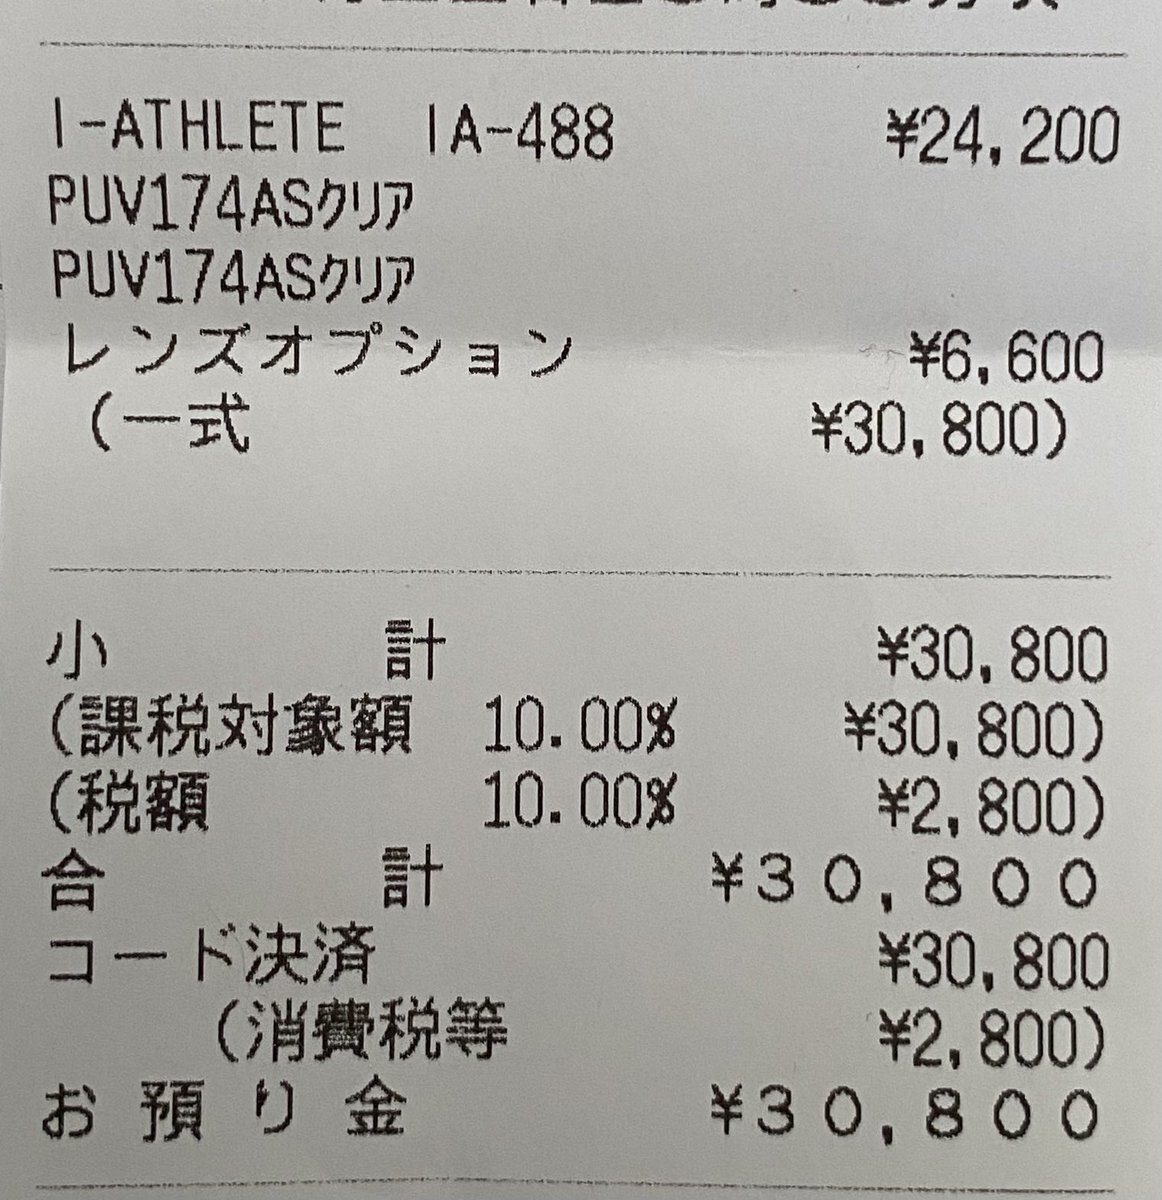 I-ATHLETE IA-488 ¥24,200
PUV174ASクリア
PUV174ASクリア
レンズオプション ¥6,600
(一式 ¥30,800)
小 計 ¥30,800
(課税対象額 10.00% ¥30,800)
(税額 10.00% ¥2,800)
合 計 ¥30,800
コード決済 ¥30,800
(消費税等 ¥2,800)
お預り金 ¥30,800